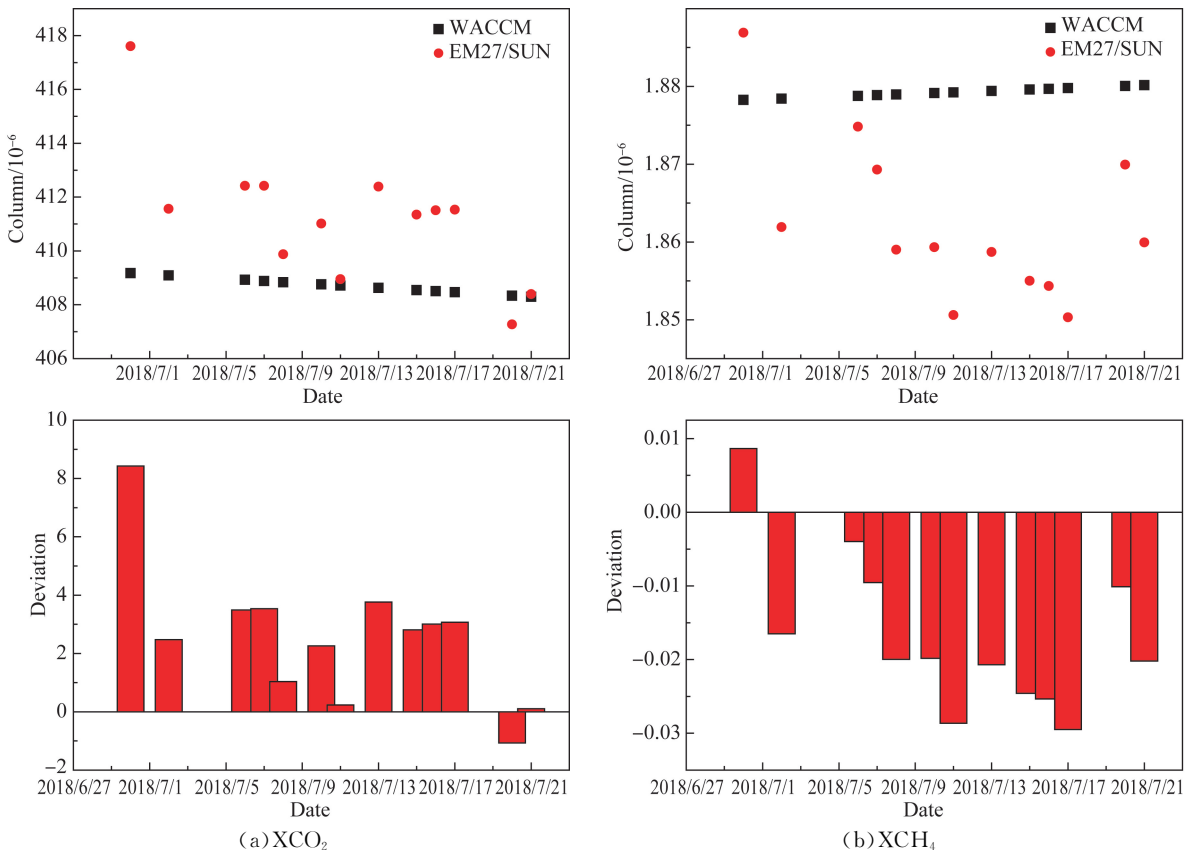 418
416
414
412
410
408
406
Column/10⁻⁶
WACCM
EM27/SUN
2018/7/1 2018/7/5 2018/7/9 2018/7/13 2018/7/17 2018/7/21
Date
1.88
1.87
1.86
1.85
Column/10⁻⁶
WACCM
EM27/SUN
2018/6/27 2018/7/1 2018/7/5 2018/7/9 2018/7/13 2018/7/17 2018/7/21
Date
10
8
6
4
2
0
−2
Deviation
2018/6/27 2018/7/1 2018/7/5 2018/7/9 2018/7/13 2018/7/17 2018/7/21
Date
(a)XCO₂
0.01
0.00
−0.01
−0.02
−0.03
Deviation
2018/6/27 2018/7/1 2018/7/5 2018/7/9 2018/7/13 2018/7/17 2018/7/21
Date
(b)XCH₄